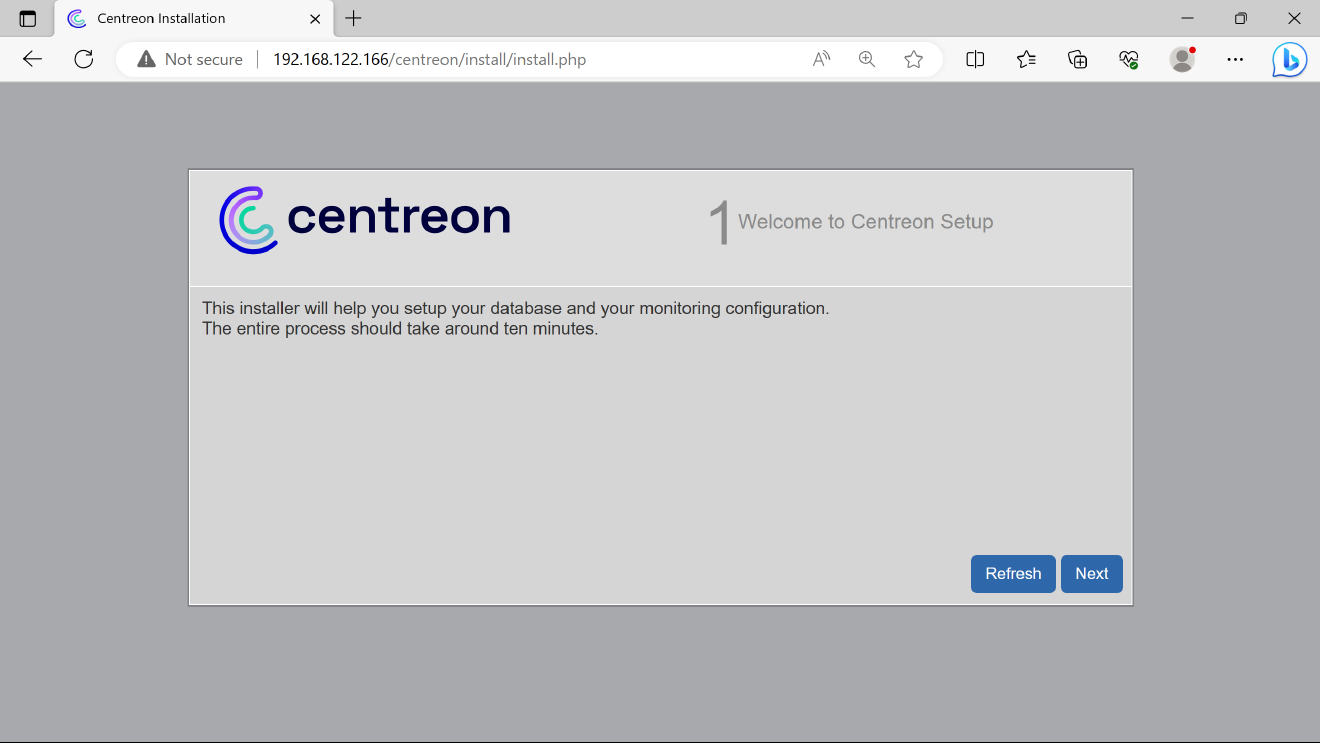 Centreon Installation
Not secure
192.168.122.166/centreon/install/install.php
centreon
1 Welcome to Centreon Setup
This installer will help you setup your database and your monitoring configuration.
The entire process should take around ten minutes.
Refresh Next